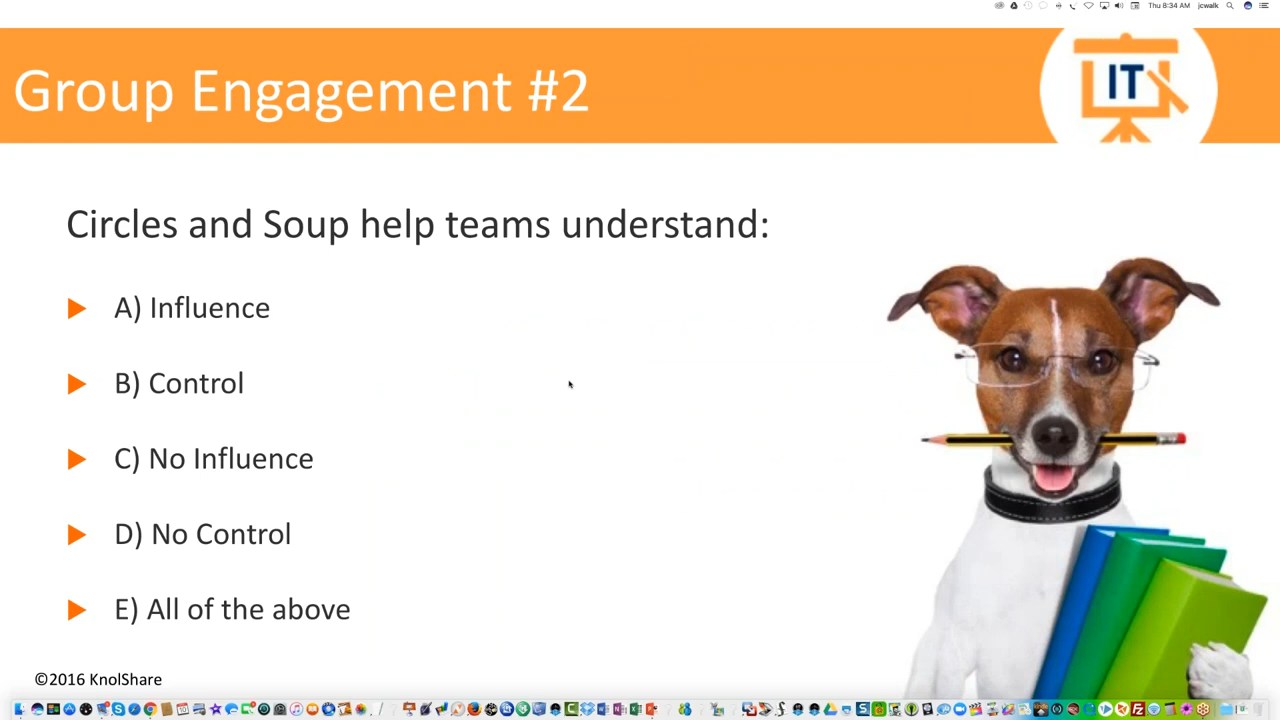 Thu 8:34 AM jcwalk
Group Engagement #2
IT
Circles and Soup help teams understand:
A) Influence
B) Control
C) No Influence
D) No Control
E) All of the above
©2016 KnolShare